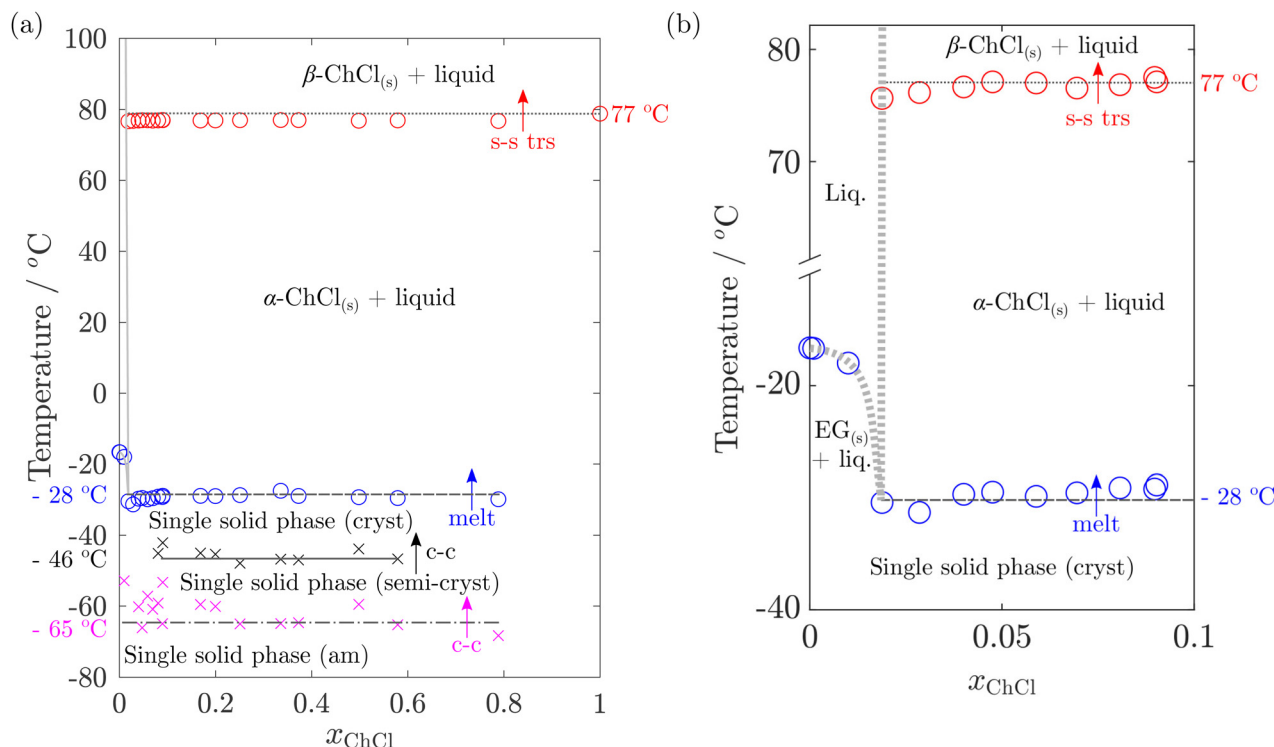 (a)
100
80
60
40
20
0
-20
-40
-60
-80
Temperature / °C
β-ChCl(s) + liquid
77 °C
s-s trs
α-ChCl(s) + liquid
- 28 °C
melt
Single solid phase (cryst)
- 46 °C
c-c
Single solid phase (semi-cryst)
- 65 °C
c-c
Single solid phase (am)
0 0.2 0.4 0.6 0.8 1
xChCl
(b)
80
70
-20
-40
Temperature / °C
β-ChCl(s) + liquid
77 °C
s-s trs
Liq.
α-ChCl(s) + liquid
EG(s)
+ liq.
- 28 °C
melt
Single solid phase (cryst)
0 0.05 0.1
xChCl